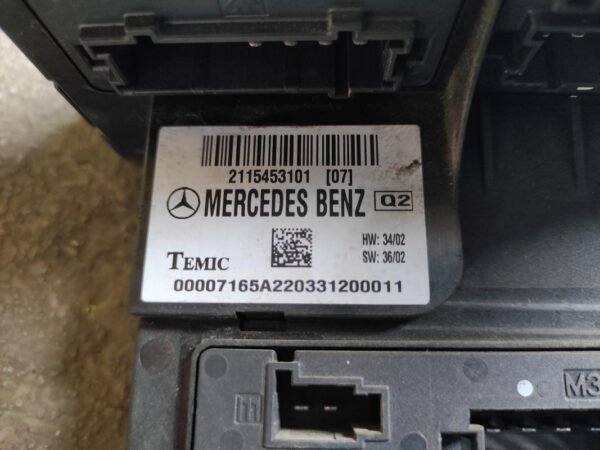 2115453101 [07]
MERCEDES BENZ Q2
HW: 34/02
SW: 36/02
TEMIC
00007165A220331200011
M3